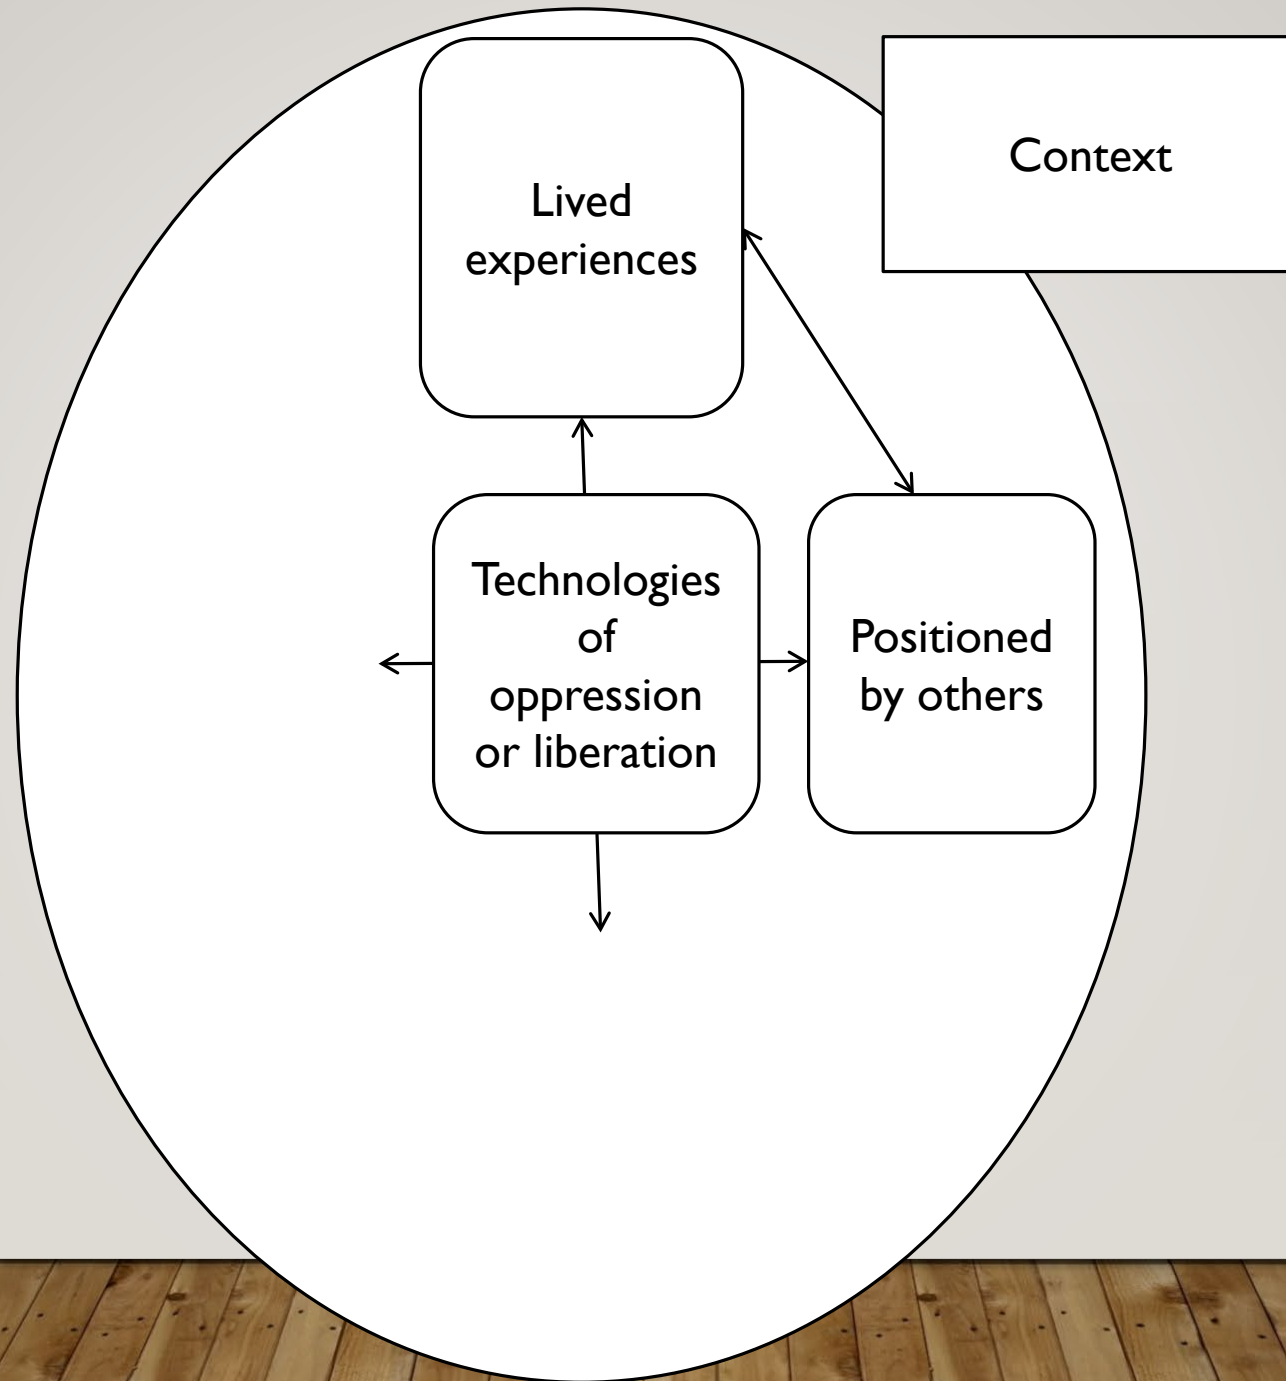 Lived
experiences
Context
Technologies
of
oppression
or liberation
Positioned
by others